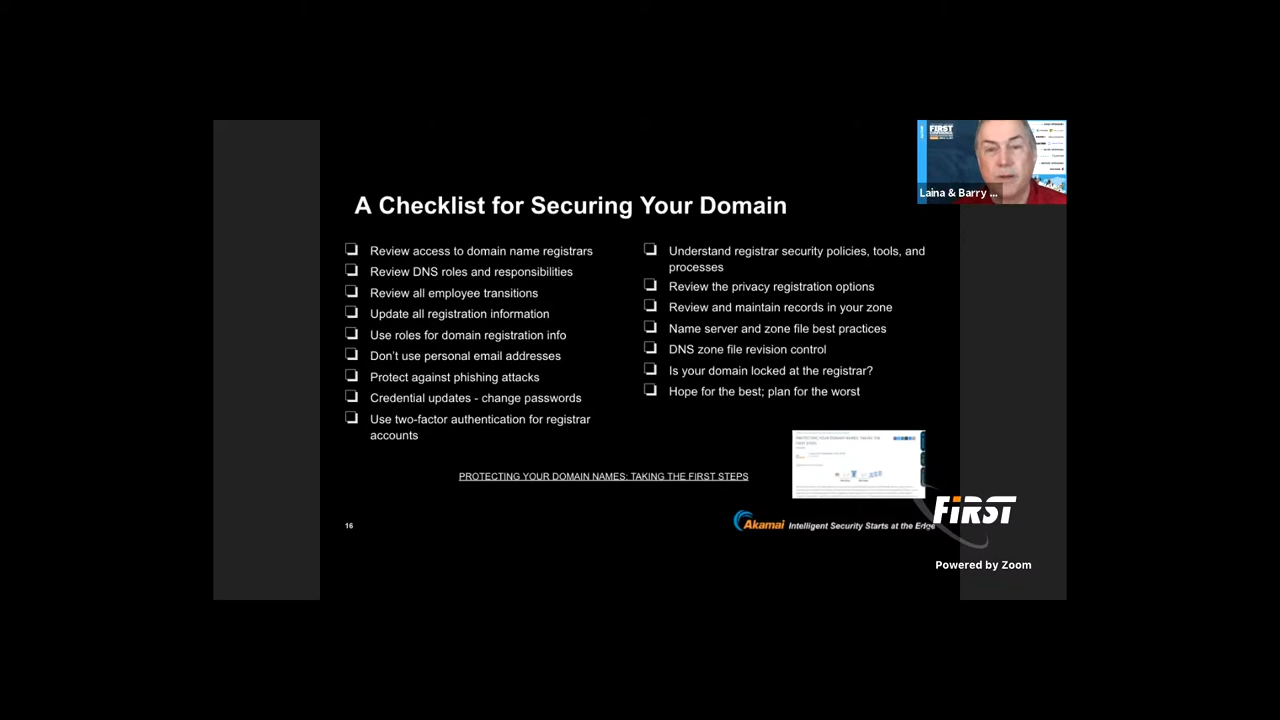 FIRST
Laina & Barry ...
A Checklist for Securing Your Domain
Review access to domain name registrars
Review DNS roles and responsibilities
Review all employee transitions
Update all registration information
Use roles for domain registration info
Don't use personal email addresses
Protect against phishing attacks
Credential updates - change passwords
Use two-factor authentication for registrar
accounts
Understand registrar security policies, tools, and
processes
Review the privacy registration options
Review and maintain records in your zone
Name server and zone file best practices
DNS zone file revision control
Is your domain locked at the registrar?
Hope for the best; plan for the worst
PROTECTING YOUR DOMAIN NAMES: TAKING THE FIRST STEPS
16
Akamai Intelligent Security Starts at the Edge
FIRST
Powered by Zoom